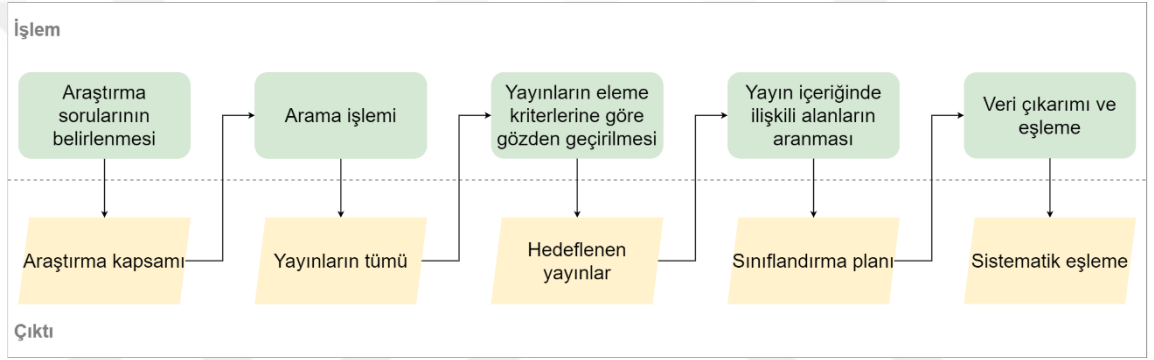 İşlem
Araştırma
sorularının
belirlenmesi
Arama işlemi
Yayınların eleme
kriterlerine göre
gözden geçirilmesi
Yayın içeriğinde
ilişkili alanların
aranması
Veri çıkarımı ve
eşleme
Araştırma kapsamı
Yayınların tümü
Hedeflenen
yayınlar
Sınıflandırma planı
Sistematik eşleme
Çıktı